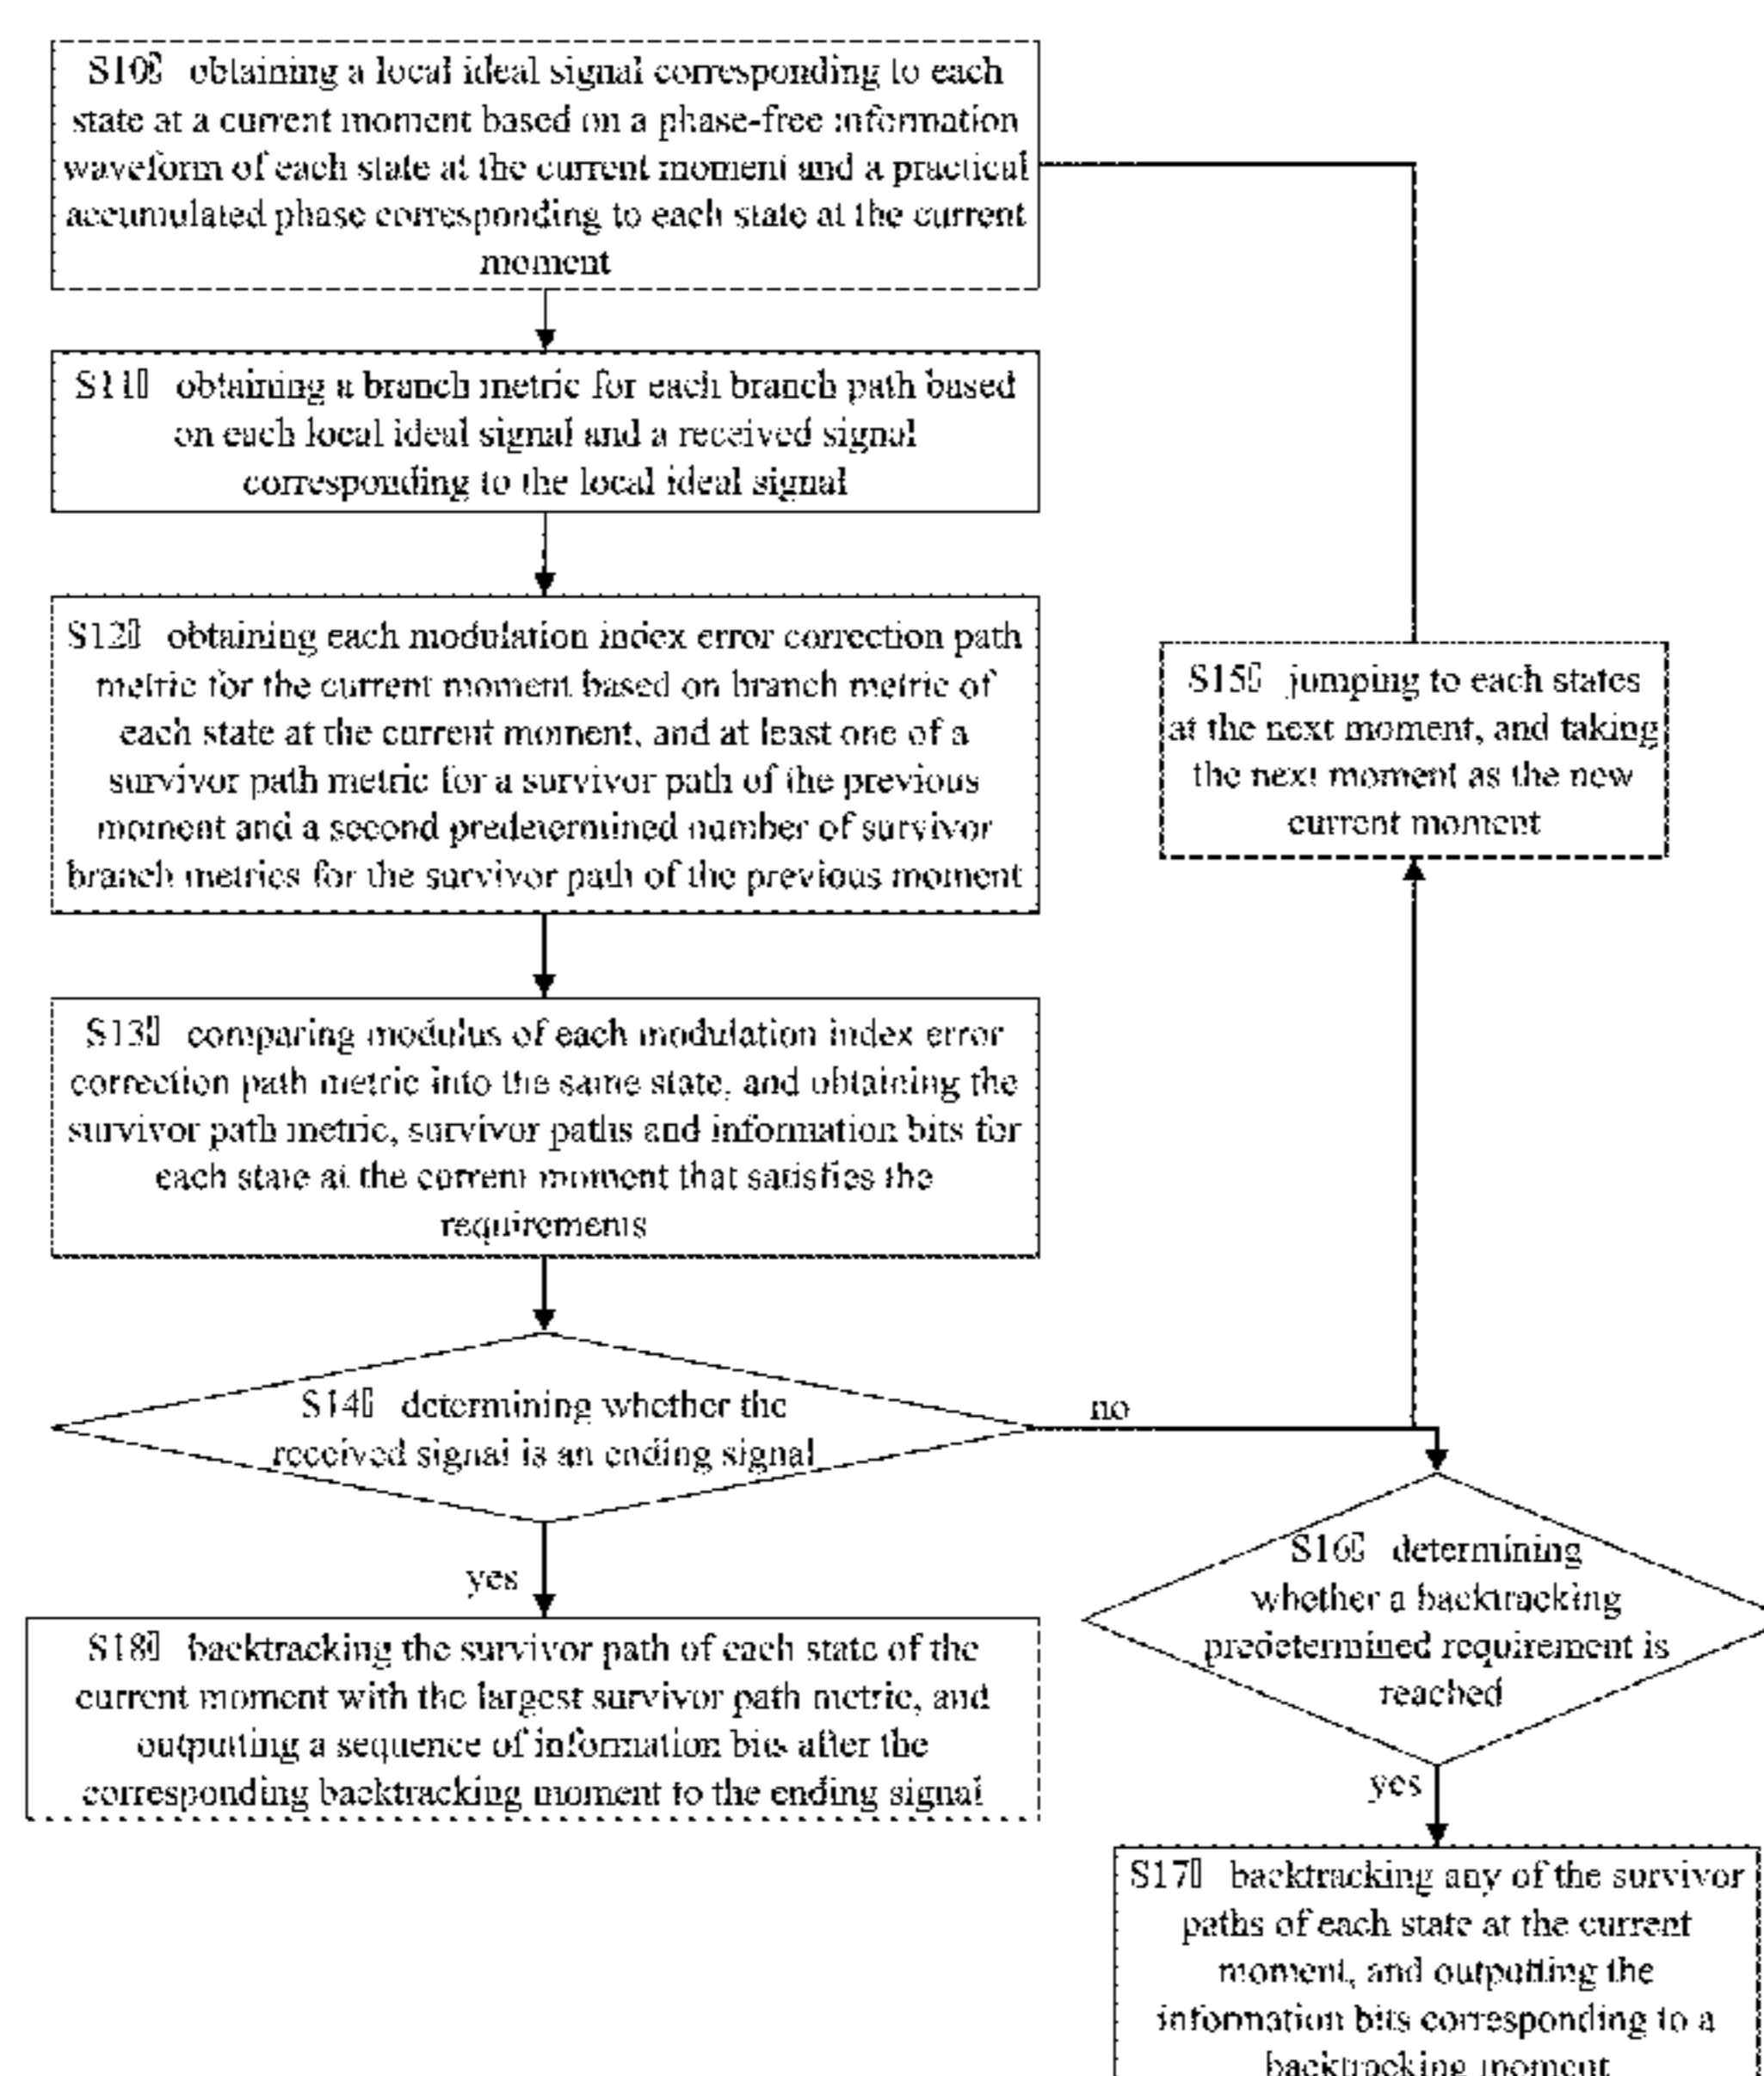 S10 obtaining a local ideal signal corresponding to each
state at a current moment based on a phase-free information
waveform of each state at the current moment and a practical
accumulated phase corresponding to each state at the current
moment
S11 obtaining a branch metric for each branch path based
on each local ideal signal and a received signal
corresponding to the local ideal signal
S12 obtaining each modulation index error correction path
metric for the current moment based on branch metric of
each state at the current moment, and at least one of a
survivor path metric for a survivor path of the previous
moment and a second predetermined number of survivor
branch metrics for the survivor path of the previous moment
S15 jumping to each states
at the next moment, and taking
the next moment as the new
current moment
S13 comparing modulus of each modulation index error
correction path metric into the same state, and obtaining the
survivor path metric, survivor paths and information bits for
each state at the current moment that satisfies the
requirements
S14 determining whether the
received signal is an ending signal
no
yes
S16 determining
whether a backtracking
predetermined requirement is
reached
S18 backtracking the survivor path of each state of the
current moment with the largest survivor path metric, and
outputting a sequence of information bits after the
corresponding backtracking moment to the ending signal
yes
S17 backtracking any of the survivor
paths of each state at the current
moment, and outputting the
information bits corresponding to a
backtracking moment